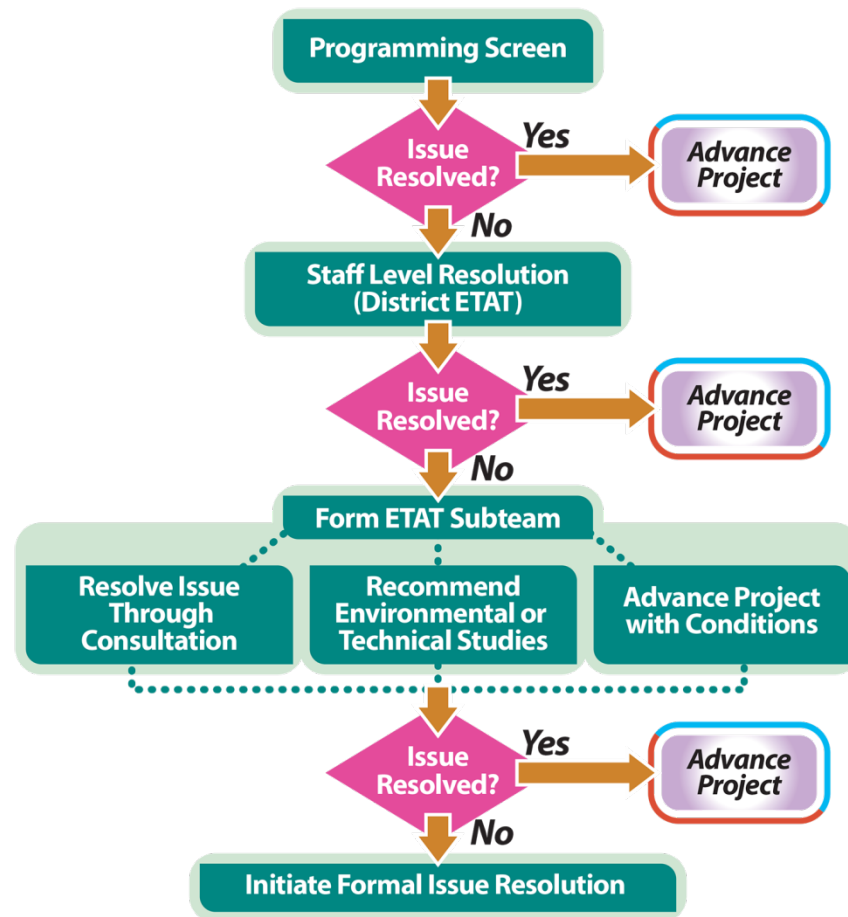 Programming Screen
Issue
Resolved?
Yes
Advance
Project
No
Staff Level Resolution
(District ETAT)
Issue
Resolved?
Yes
Advance
Project
No
Form ETAT Subteam
Resolve Issue
Through
Consultation
Recommend
Environmental or
Technical Studies
Advance Project
with Conditions
Issue
Resolved?
Yes
Advance
Project
No
Initiate Formal Issue Resolution